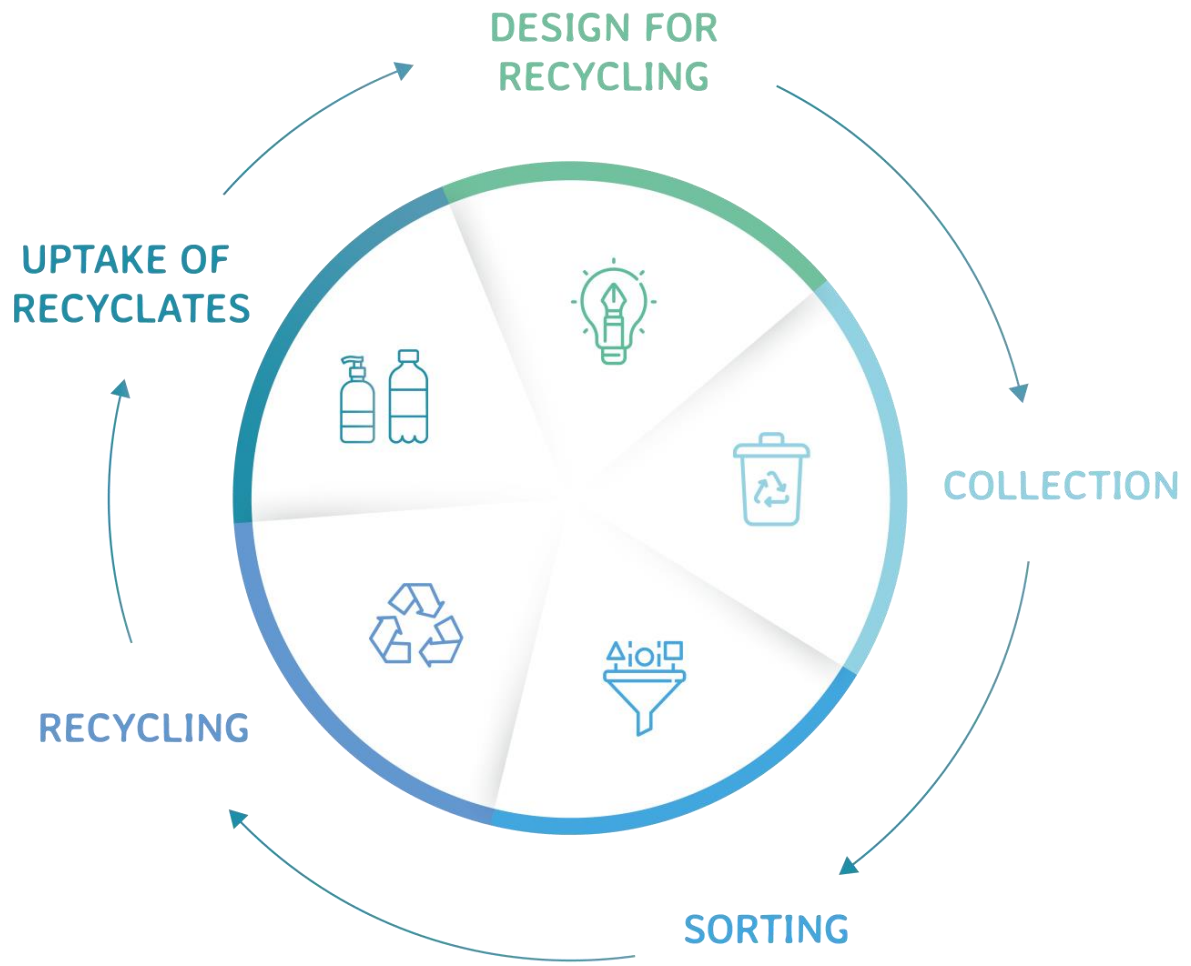 DESIGN FOR
RECYCLING
COLLECTION
SORTING
RECYCLING
UPTAKE OF
RECYCLATES